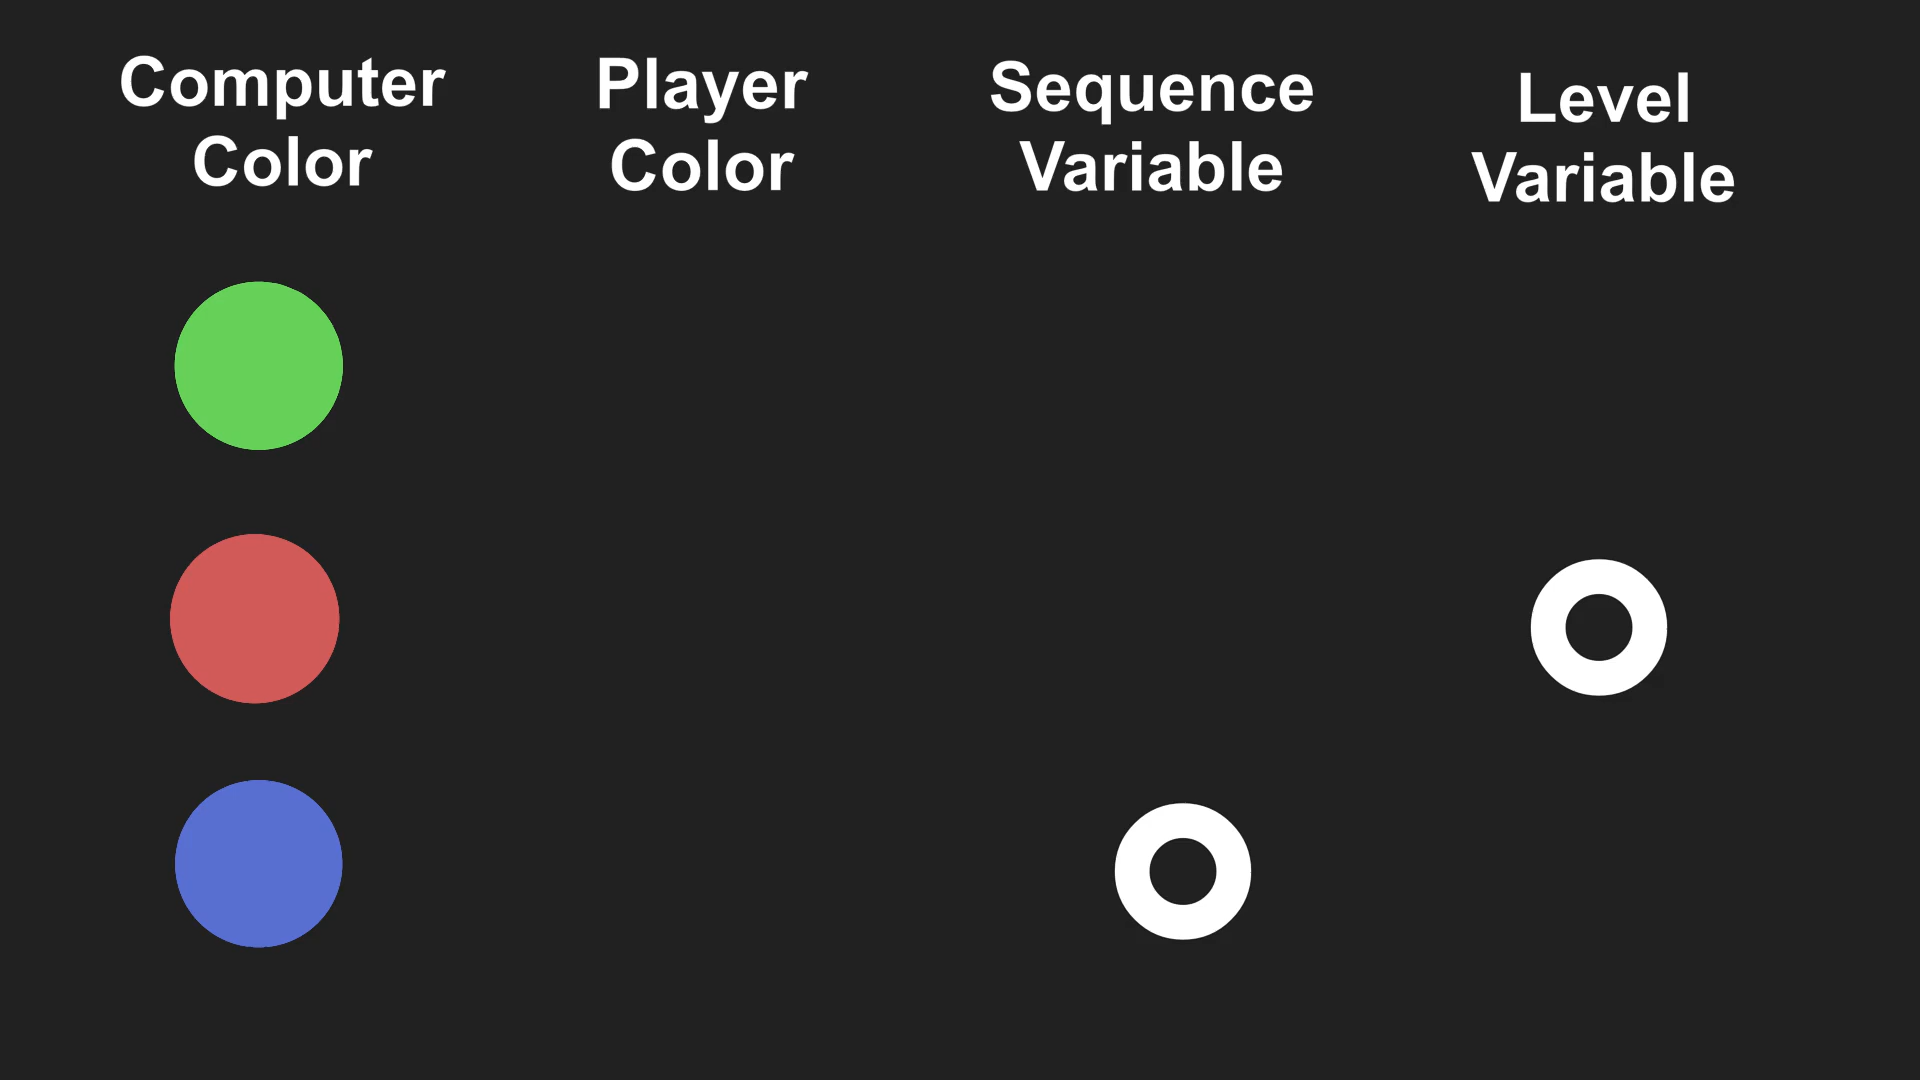 Computer
Color
Player
Color
Sequence
Variable
Level
Variable